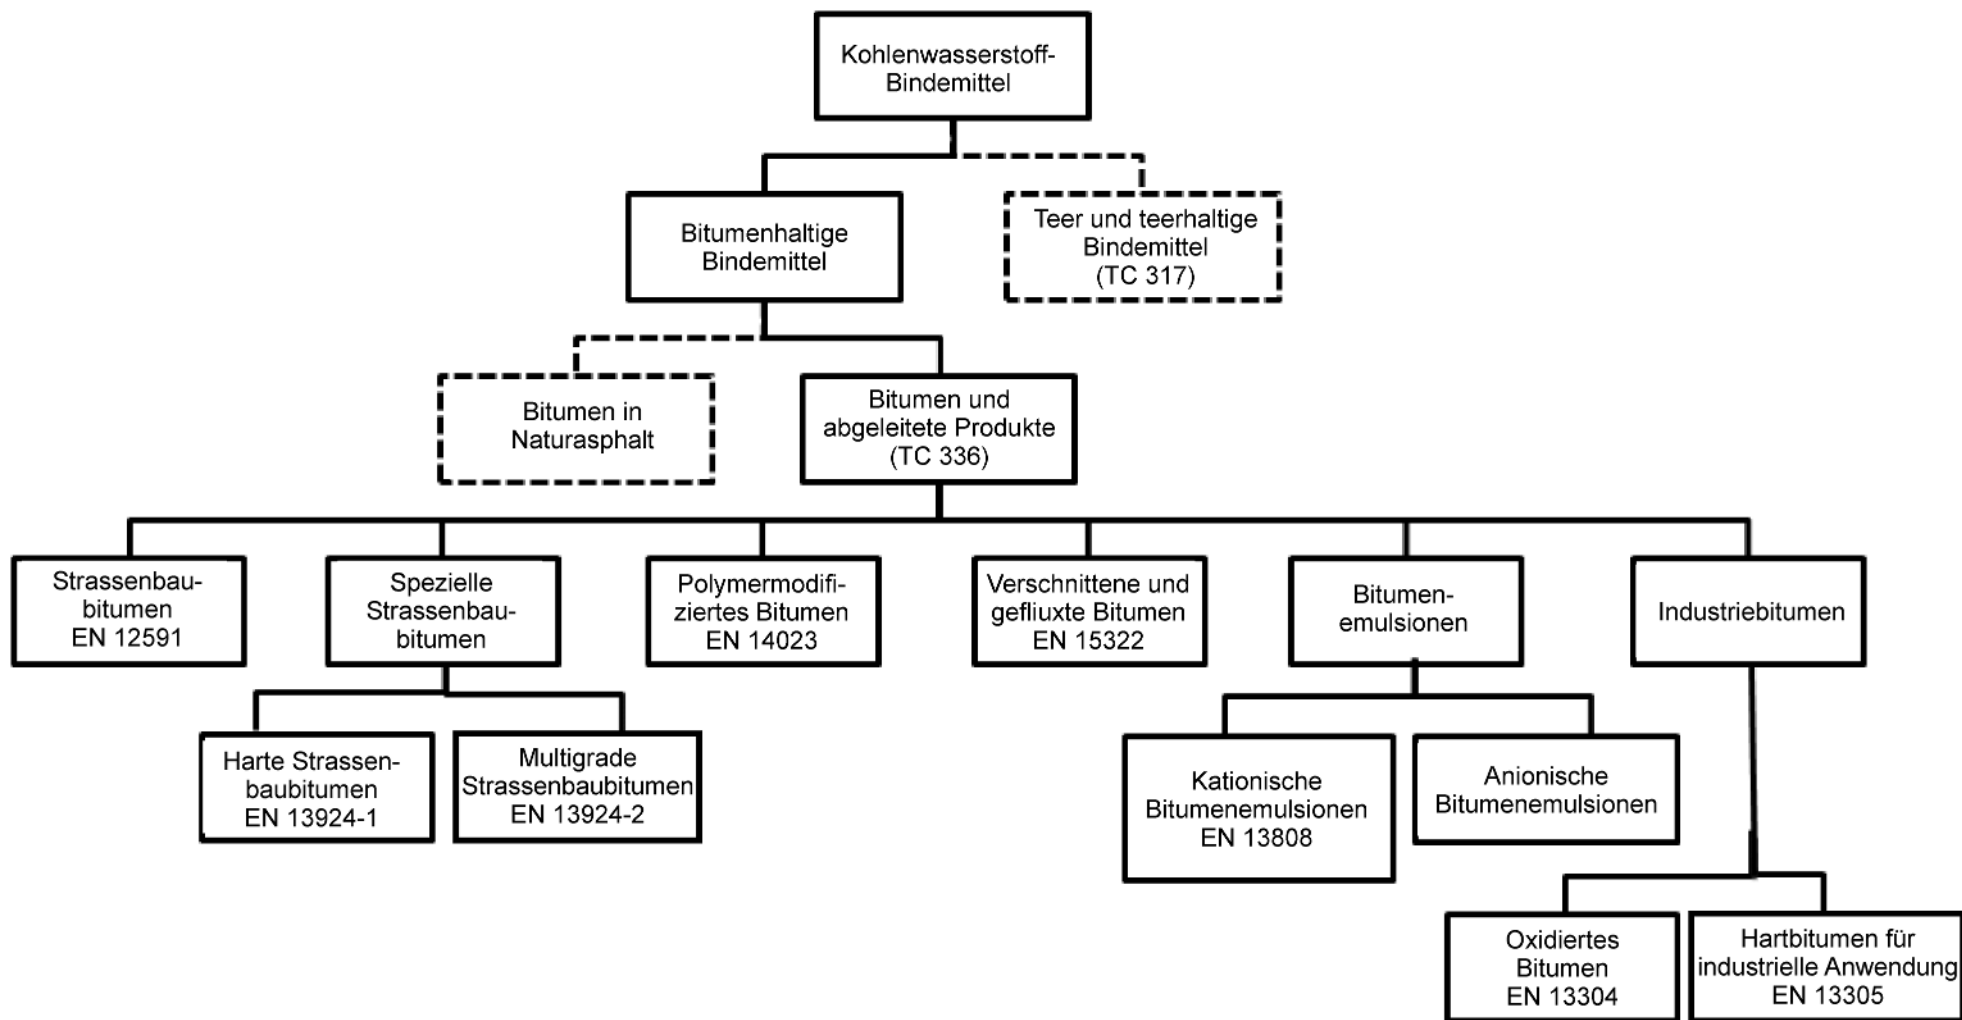 Kohlenwasserstoff-
Bindemittel
Bitumenhaltige
Bindemittel
Teer und teerhaltige
Bindemittel
(TC 317)
Bitumen in
Naturasphalt
Bitumen und
abgeleitete Produkte
(TC 336)
Strassenbau-
bitumen
EN 12591
Spezielle
Strassenbau-
bitumen
Polymermodifi-
ziertes Bitumen
EN 14023
Verschnittene und
gefliuxte Bitumen
EN 15322
Bitumen-
emulsionen
Industriebitumen
Harte Strassen-
baubitumen
EN 13924-1
Multigrade
Strassenbaubitumen
EN 13924-2
Kationische
Bitumenemulsionen
EN 13808
Anionische
Bitumenemulsionen
Oxidiertes
Bitumen
EN 13304
Hartbitumen für
industrielle Anwendung
EN 13305